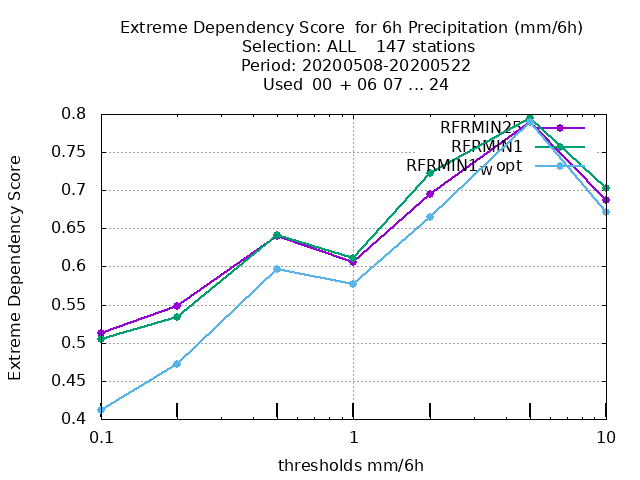 Extreme Dependency Score for 6h Precipitation (mm/6h)
Selection: ALL 147 stations
Period: 20200508-20200522
Used 00 + 06 07 ... 24
0.8
0.75
0.7
0.65
0.6
0.55
0.5
0.45
0.4
Extreme Dependency Score
RFRMIN25
RFRMIN1
RFRMIN1wopt
0.1
1
10
thresholds mm/6h